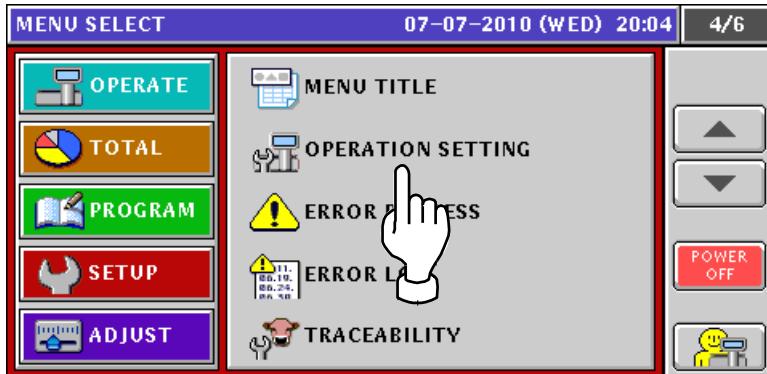 MENU SELECT 07-07-2010 (WED) 20:04 4/6
OPERATE
TOTAL
PROGRAM
SETUP
ADJUST
MENU TITLE
OPERATION SETTING
ERROR
ERROR
TRACEABILITY
POWER
OFF